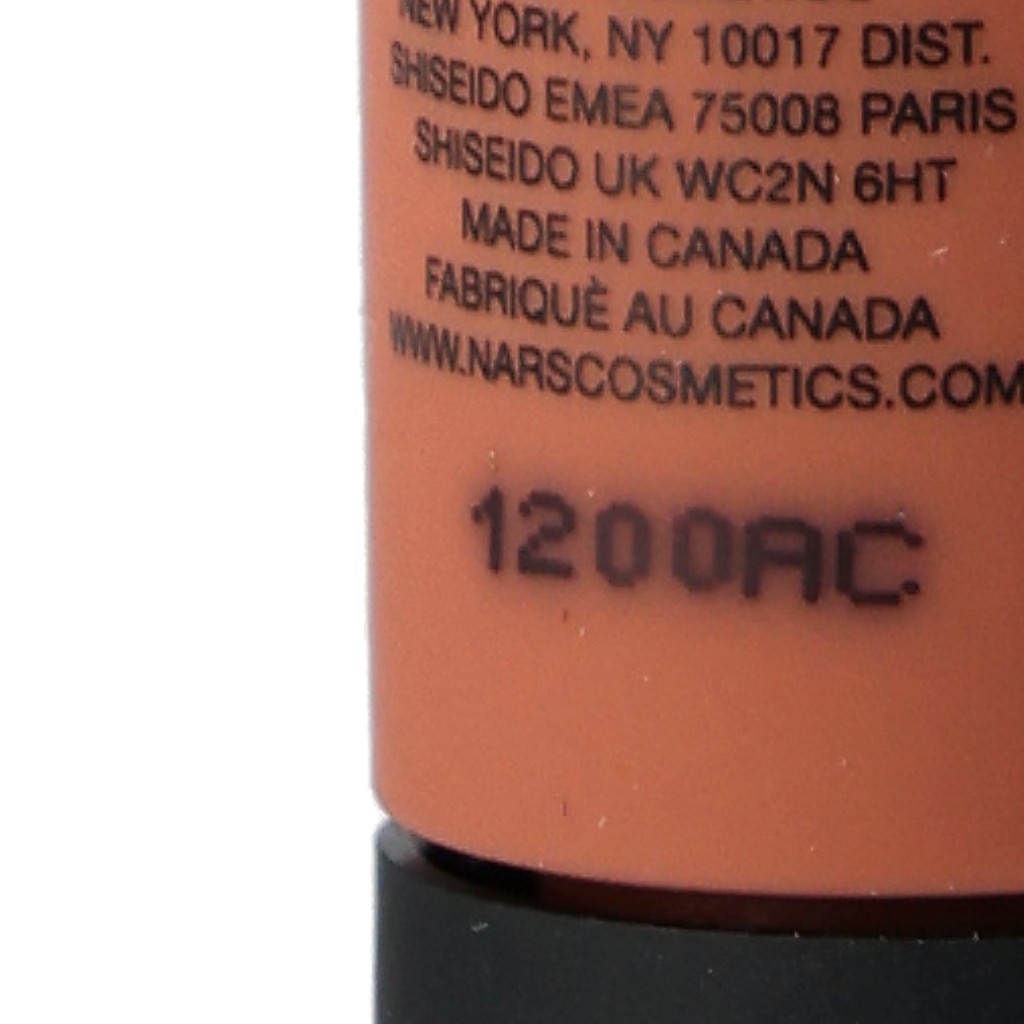 NEW YORK, NY 10017 DIST.
SHISEIDO EMEA 75008 PARIS
SHISEIDO UK WC2N 6HT
MADE IN CANADA
FABRIQUÈ AU CANADA
WWW.NARSCOSMETICS.COM
1200AC